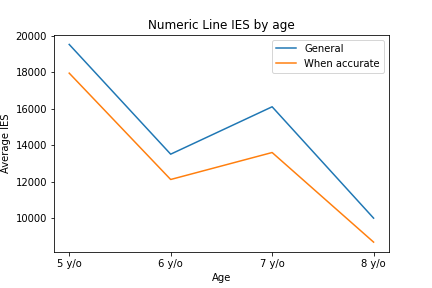 Numeric Line IES by age
General
When accurate
20000
18000
16000
14000
12000
10000
Average IES
5 y/o
6 y/o
7 y/o
8 y/o
Age